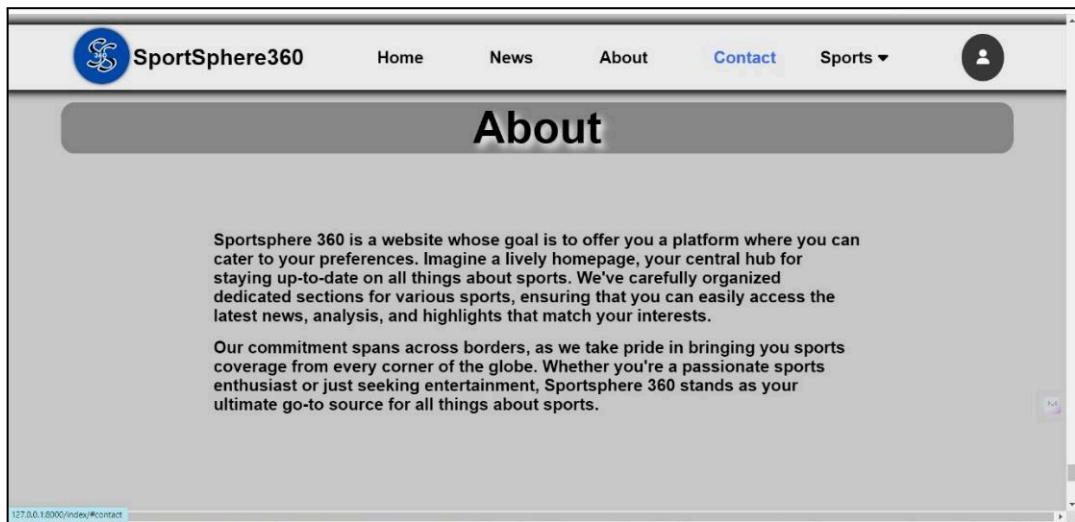 SportSphere360
Home
News
About
Contact
Sports
About
Sportsphere 360 is a website whose goal is to offer you a platform where you can
cater to your preferences. Imagine a lively homepage, your central hub for
staying up-to-date on all things about sports. We've carefully organized
dedicated sections for various sports, ensuring that you can easily access the
latest news, analysis, and highlights that match your interests.
Our commitment spans across borders, as we take pride in bringing you sports
coverage from every corner of the globe. Whether you're a passionate sports
enthusiast or just seeking entertainment, Sportsphere 360 stands as your
ultimate go-to source for all things about sports.
127.0.0.1:8000/index/#contact